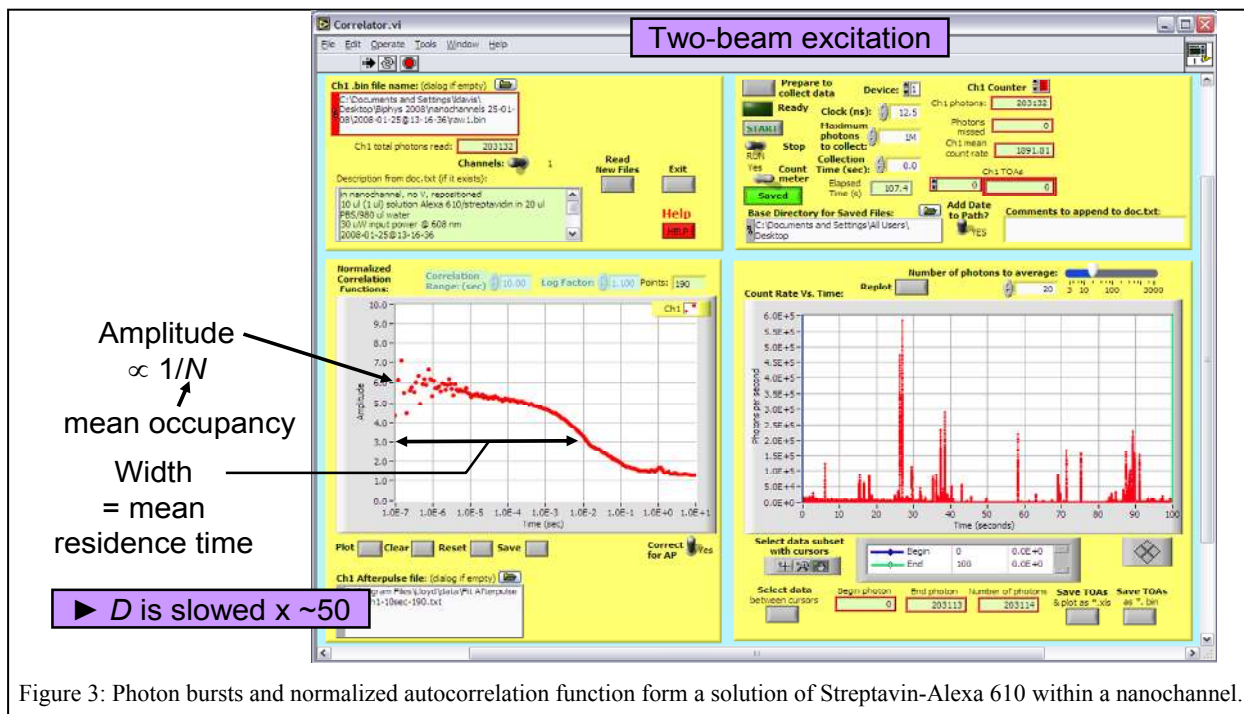 Correlator.vi
File Edit Operate Tools Window Help
Two-beam excitation
Ch1 .bin file name: (dialog if empty)
C:\Documents and Settings\ldavis\
Desktop\Biphys 2008\nanochannels 25-01-
08\2008-01-25@13-16-36\raw1.bin
Ch1 total photons read: 203132
Channels: 1
Read
New Files
Exit
Description from doc.txt (if it exists):
in nanochannel, no V, repositioned
10 ul (1 ul) solution Alexa 610/streptavidin in 20 ul
PBS/980 ul water
30 uW input power @ 608 nm
2008-01-25@13-16-36
Help
HELP
Prepare to
collect data
Device: 1
Ch1 Counter
Ready
Clock (ns): 12.5
Ch1 photons: 203132
START
Maximum
photons
to collect: 1M
Photons
missed 0
Stop
RUN
Ch1 mean
count rate 1891.81
Yes
Count
meter
Collection
Time (sec): 0.0
Ch1 TOAs
0 0
Saved
Elapsed
Time (s) 107.4
Base Directory for Saved Files:
C:\Documents and Settings\All Users\
Desktop
Add Date
to Path?
YES
Comments to append to doc.txt:
Normalized
Correlation
Functions:
Correlation
Range: (sec) 10.00
Log Factor: 1.100
Points: 190
Ch1
10.0
9.0
8.0
7.0
6.0
5.0
4.0
3.0
2.0
1.0
0.0
Amplitude
1.0E-7 1.0E-6 1.0E-5 1.0E-4 1.0E-3 1.0E-2 1.0E-1 1.0E+0 1.0E+1
Time (sec)
Amplitude
∝ 1/N
mean occupancy
Width
= mean
residence time
► D is slowed x ~50
Plot Clear Reset Save
Correct
for AP Yes
Ch1 Afterpulse file: (dialog if empty)
gram Files\Lloyd\data\Fit Afterpulse
h1-10sec-190.txt
Number of photons to average:
20
3 10 100 3000
Count Rate Vs. Time:
Replot
6.0E+5
5.5E+5
5.0E+5
4.5E+5
4.0E+5
3.5E+5
3.0E+5
2.5E+5
2.0E+5
1.5E+5
1.0E+5
5.0E+4
0.0E+0
Photons per second
0 10 20 30 40 50 60 70 80 90 100
Time (seconds)
Select data subset
with cursors
Begin 0 0.0E+0
End 100 0.0E+0
Select data
between cursors
Begin photon
0
End photon
203113
Number of photons
203114
Save TOAs
& plot as *.xls
Save TOAs
as *.bin
Figure 3: Photon bursts and normalized autocorrelation function form a solution of Streptavin-Alexa 610 within a nanochannel.